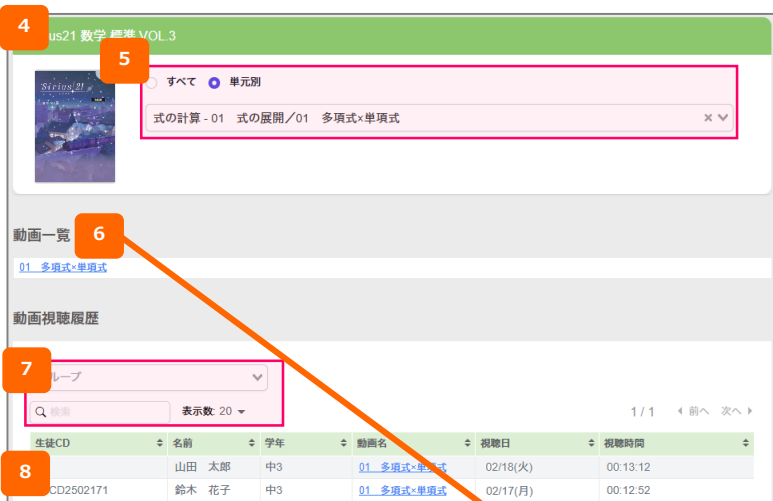 4
us21 数学 標準 VOL.3
5
Sirius21
すべて 単元別
式の計算 - 01 式の展開／01 多項式×単項式
動画一覧
6
01 多項式×単項式
動画視聴履歴
7
ループ
検索 表示数: 20
1 / 1 前へ 次へ
生徒CD 名前 学年 動画名 視聴日 視聴時間
山田 太郎 中3 01 多項式×単項式 02/18(火) 00:13:12
8
CD2502171 鈴木 花子 中3 01 多項式×単項式 02/17(月) 00:12:52